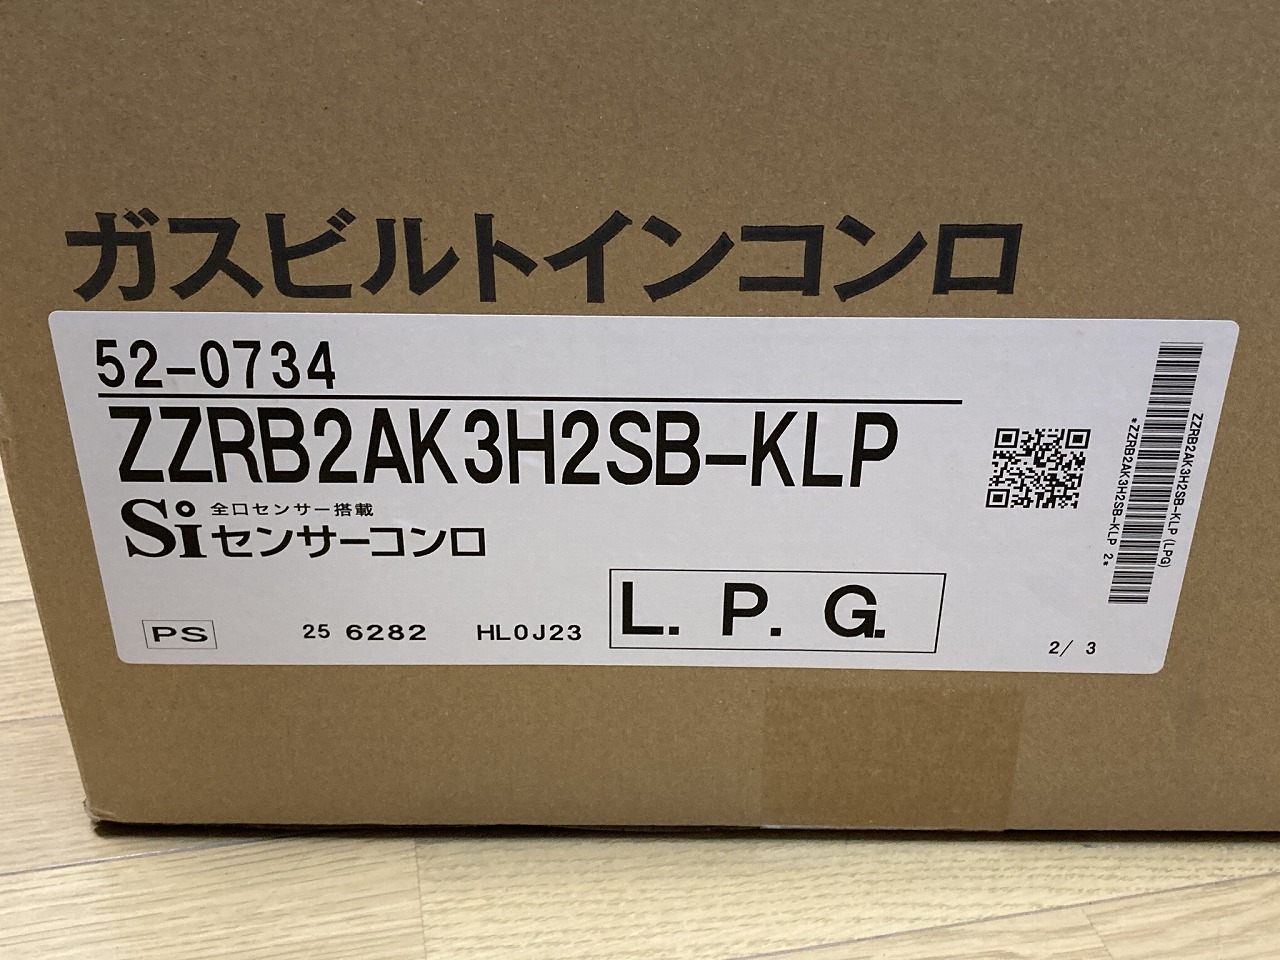 ガスビルトインコンロ
52-0734
ZZRB2AK3H2SB-KLP
Si 全口センサー搭載
センサーコンロ
PS 25 6282 HL0J23 L. P. G. 2/ 3
ZZRB2AK3H2SB-KLP (LPG)
*ZZRB2AK3H2SB-KLP 2*